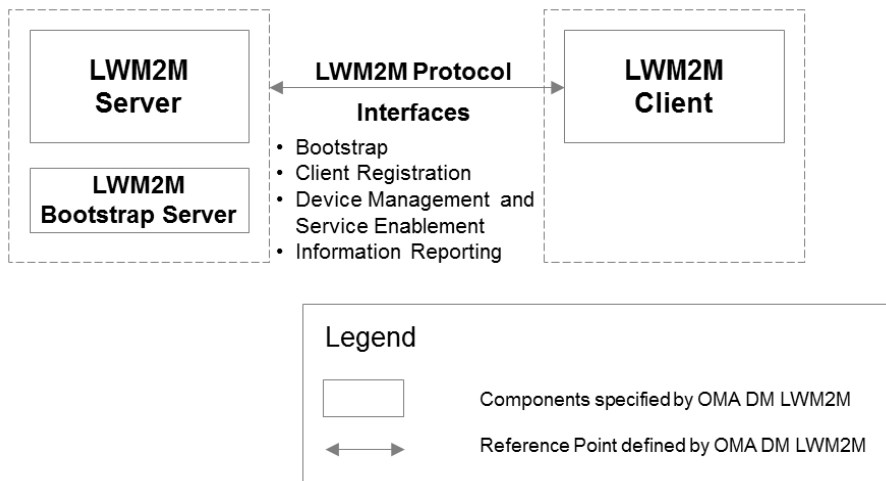 LWM2M
Server
LWM2M
Bootstrap Server
LWM2M Protocol
Interfaces
• Bootstrap
• Client Registration
• Device Management and
Service Enablement
• Information Reporting
LWM2M
Client
Legend
Components specified by OMA DM LWM2M
Reference Point defined by OMA DM LWM2M